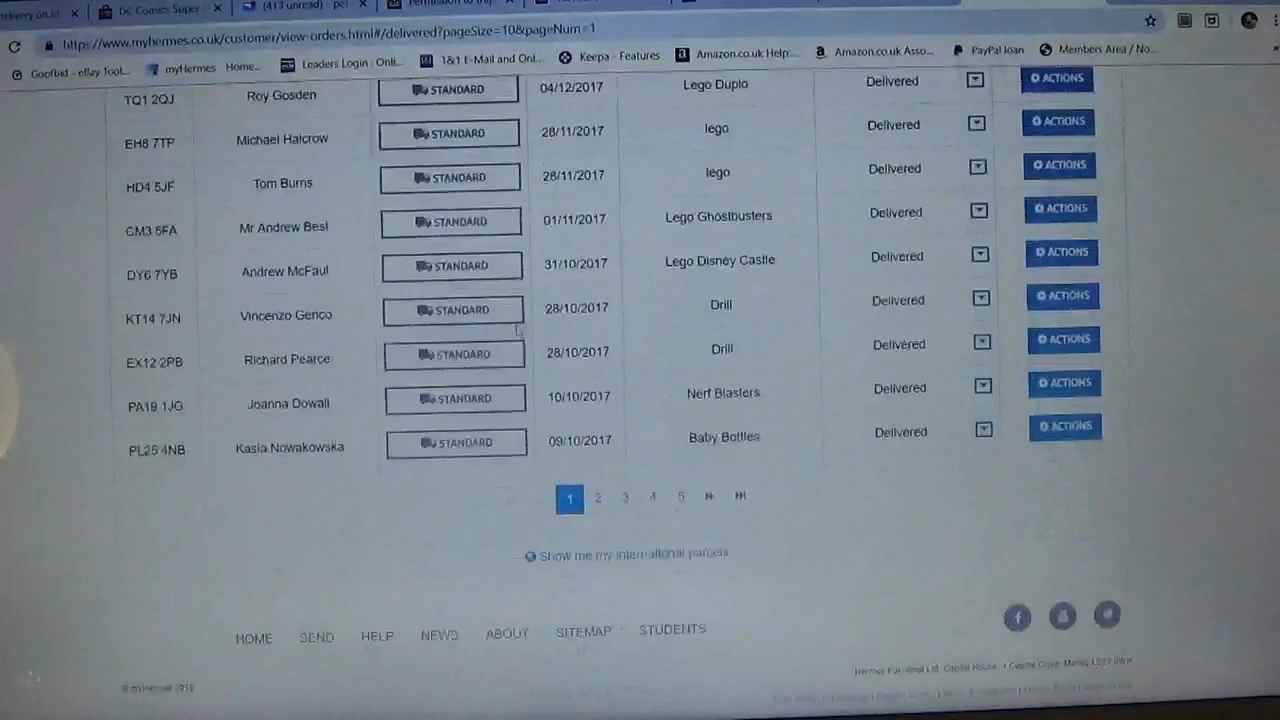 DC Comics Super
(413 unread) - pe
https://www.myhermes.co.uk/customer/view-orders.html#/delivered?pageSize=10&pageNum=1
Goofbid - eBay Tool... myHermes Home... Leaders Login Onli... 1&1 E-Mail and Onl... Keepa - Features Amazon.co.uk Help:... Amazon.co.uk Asso... PayPal loan Members Area / No...
TQ1 2QJ Roy Gosden STANDARD 04/12/2017 Lego Duplo Delivered ACTIONS
EH8 7TP Michael Halcrow STANDARD 28/11/2017 lego Delivered ACTIONS
HD4 5JF Tom Burns STANDARD 28/11/2017 lego Delivered ACTIONS
CM3 5FA Mr Andrew Best STANDARD 01/11/2017 Lego Ghostbusters Delivered ACTIONS
DY6 7YB Andrew McFaul STANDARD 31/10/2017 Lego Disney Castle Delivered ACTIONS
KT14 7JN Vincenzo Genco STANDARD 28/10/2017 Drill Delivered ACTIONS
EX12 2PB Richard Pearce STANDARD 28/10/2017 Drill Delivered ACTIONS
PA19 1JG Joanna Dowall STANDARD 10/10/2017 Nerf Blasters Delivered ACTIONS
PL25 4NB Kasia Nowakowska STANDARD 09/10/2017 Baby Bottles Delivered ACTIONS
1 2 3 4 5
Show me my international parcels
HOME SEND HELP NEWS ABOUT SITEMAP STUDENTS
© myHermes 2018